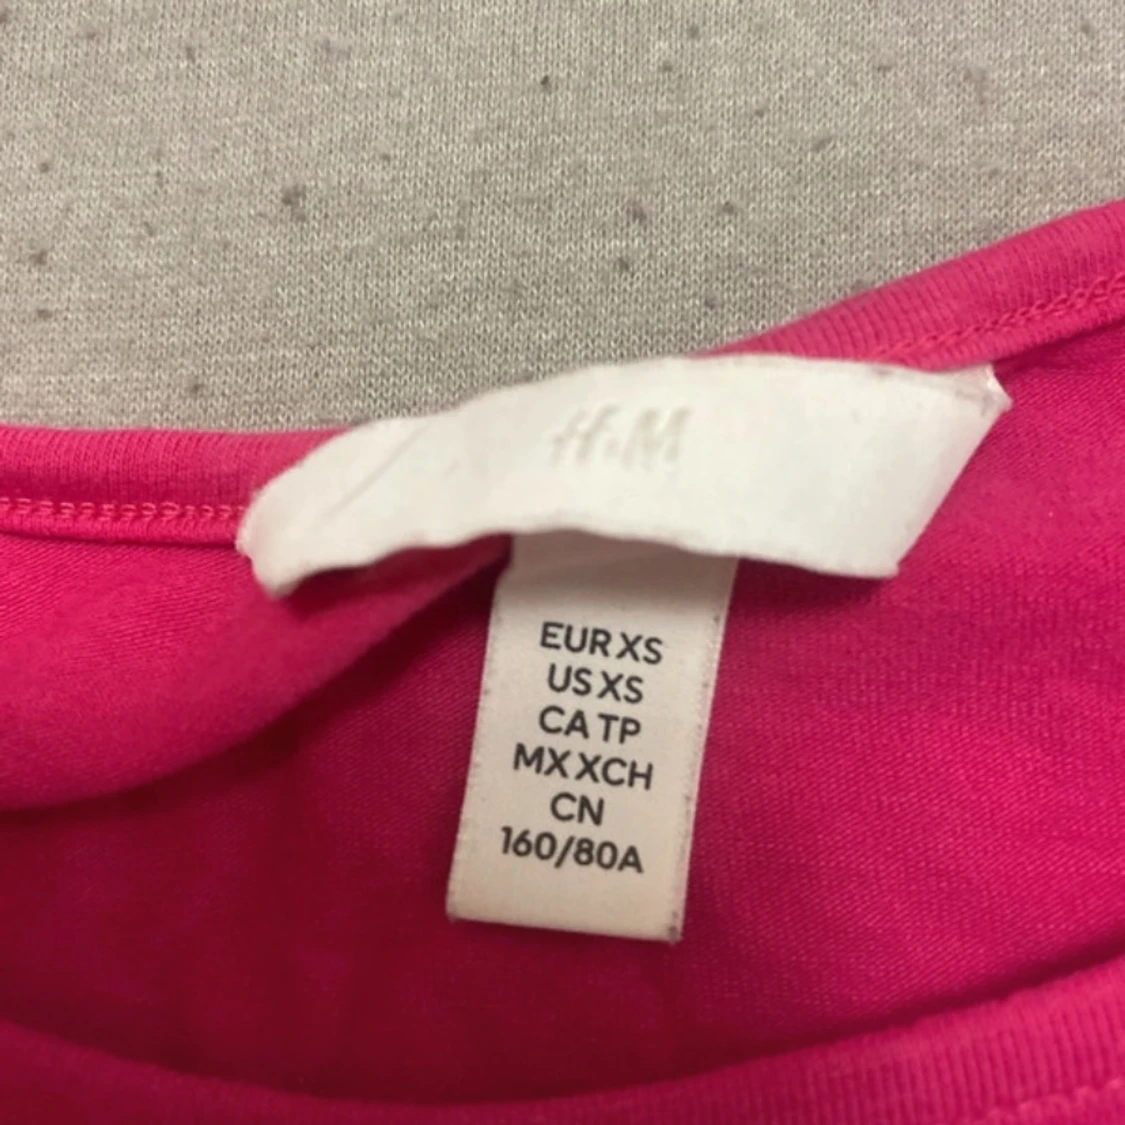 H&M
EUR XS
US XS
CA TP
MX XCH
CN
160/80A